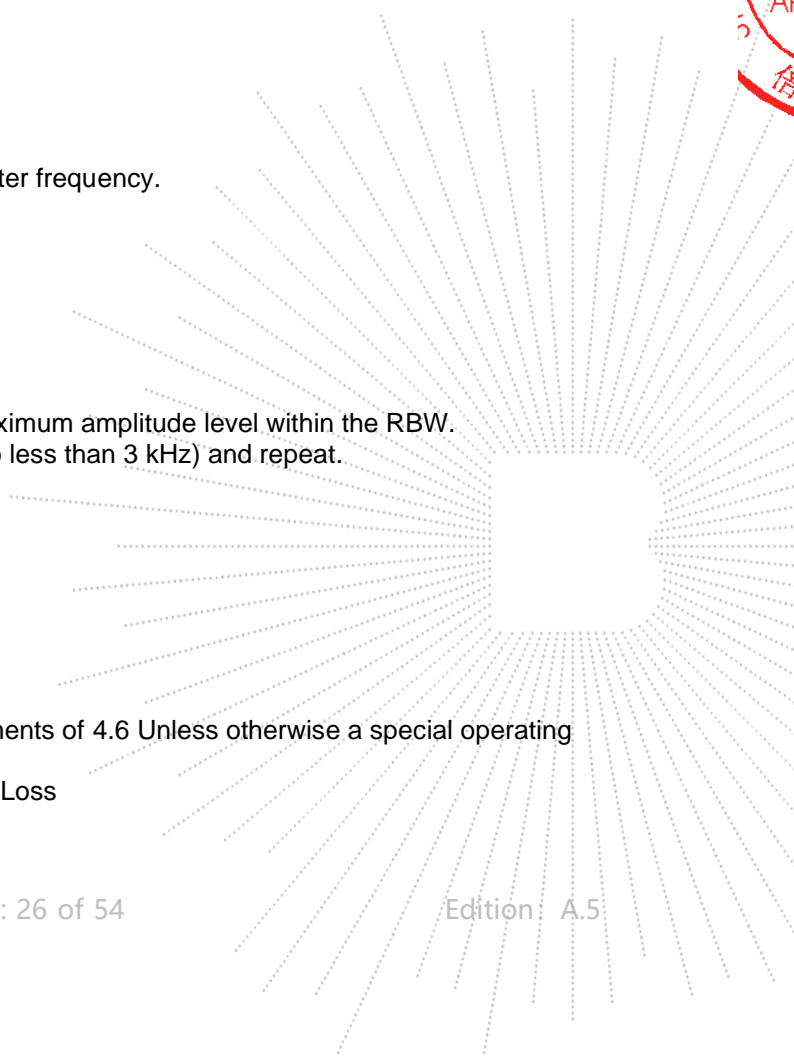 ter frequency.
ximum amplitude level within the RBW.
less than 3 kHz) and repeat.
ments of 4.6 Unless otherwise a special operating
Loss
: 26 of 54 Edition: A.5